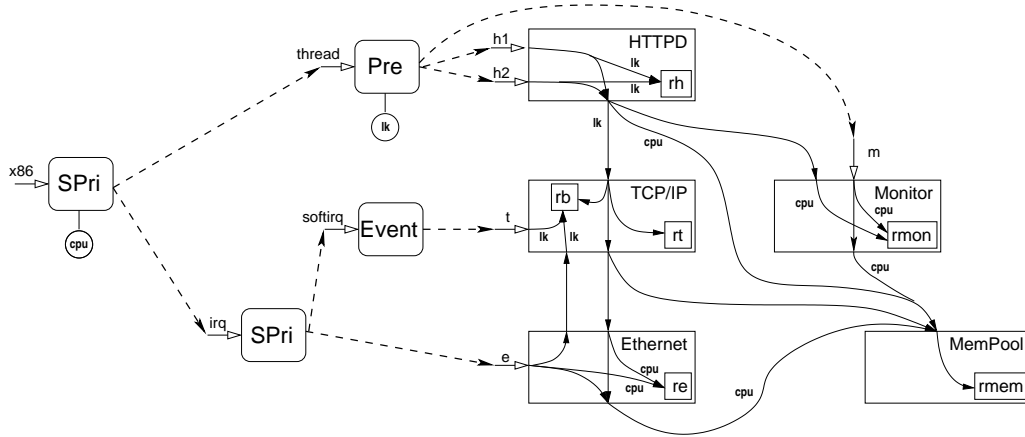 thread
Pre
lk
h1
h2
HTTPD
lk
lk
rh
x86
SPri
cpu
lk
cpu
m
softirq
Event
t
rb
TCP/IP
lk
lk
rt
Monitor
cpu
cpu
rmon
cpu
irq
SPri
e
Ethernet
cpu
cpu
re
cpu
MemPool
rmem